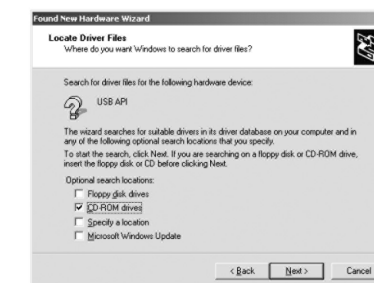 Found New Hardware Wizard
Locate Driver Files
Where do you want Windows to search for driver files?
Search for driver files for the following hardware device:
USB API
The wizard searches for suitable drivers in its driver database on your computer and in
any of the following optional search locations that you specify.
To start the search, click Next. If you are searching on a floppy disk or CD-ROM drive,
insert the floppy disk or CD before clicking Next.
Optional search locations:
Floppy disk drives
CD-ROM drives
Specify a location
Microsoft Windows Update
< Back Next > Cancel